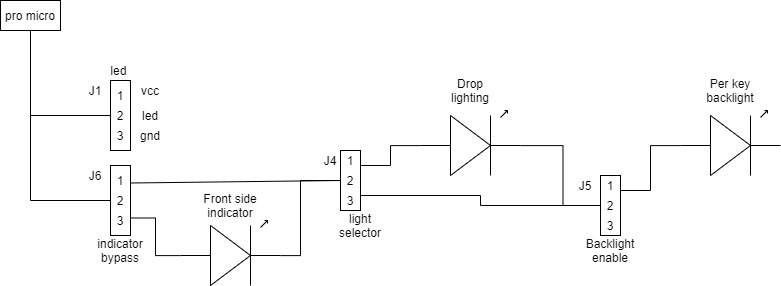 pro micro
led
J1
1
vcc
2
led
3
gnd
J6
1
2
3
indicator
bypass
Front side
indicator
J4
1
2
3
light
selector
Drop
lighting
J5
1
2
3
Backlight
enable
Per key
backlight